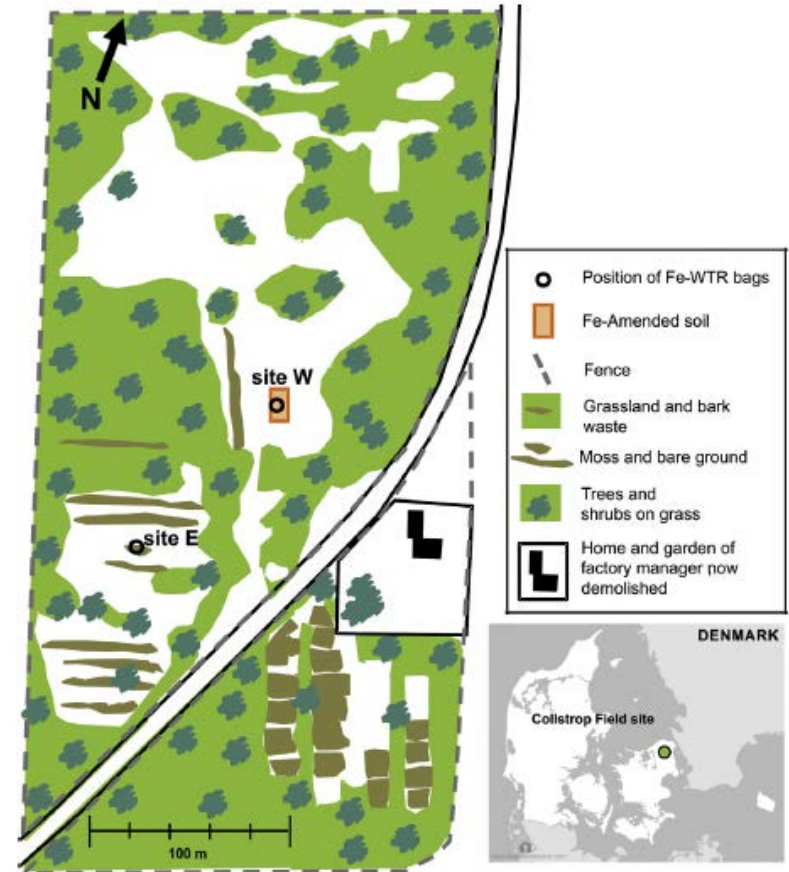 N
site W
site E
100 m
Position of Fe-WTR bags
Fe-Amended soil
Fence
Grassland and bark
waste
Moss and bare ground
Trees and
shrubs on grass
Home and garden of
factory manager now
demolished
DENMARK
Collstrop Field site